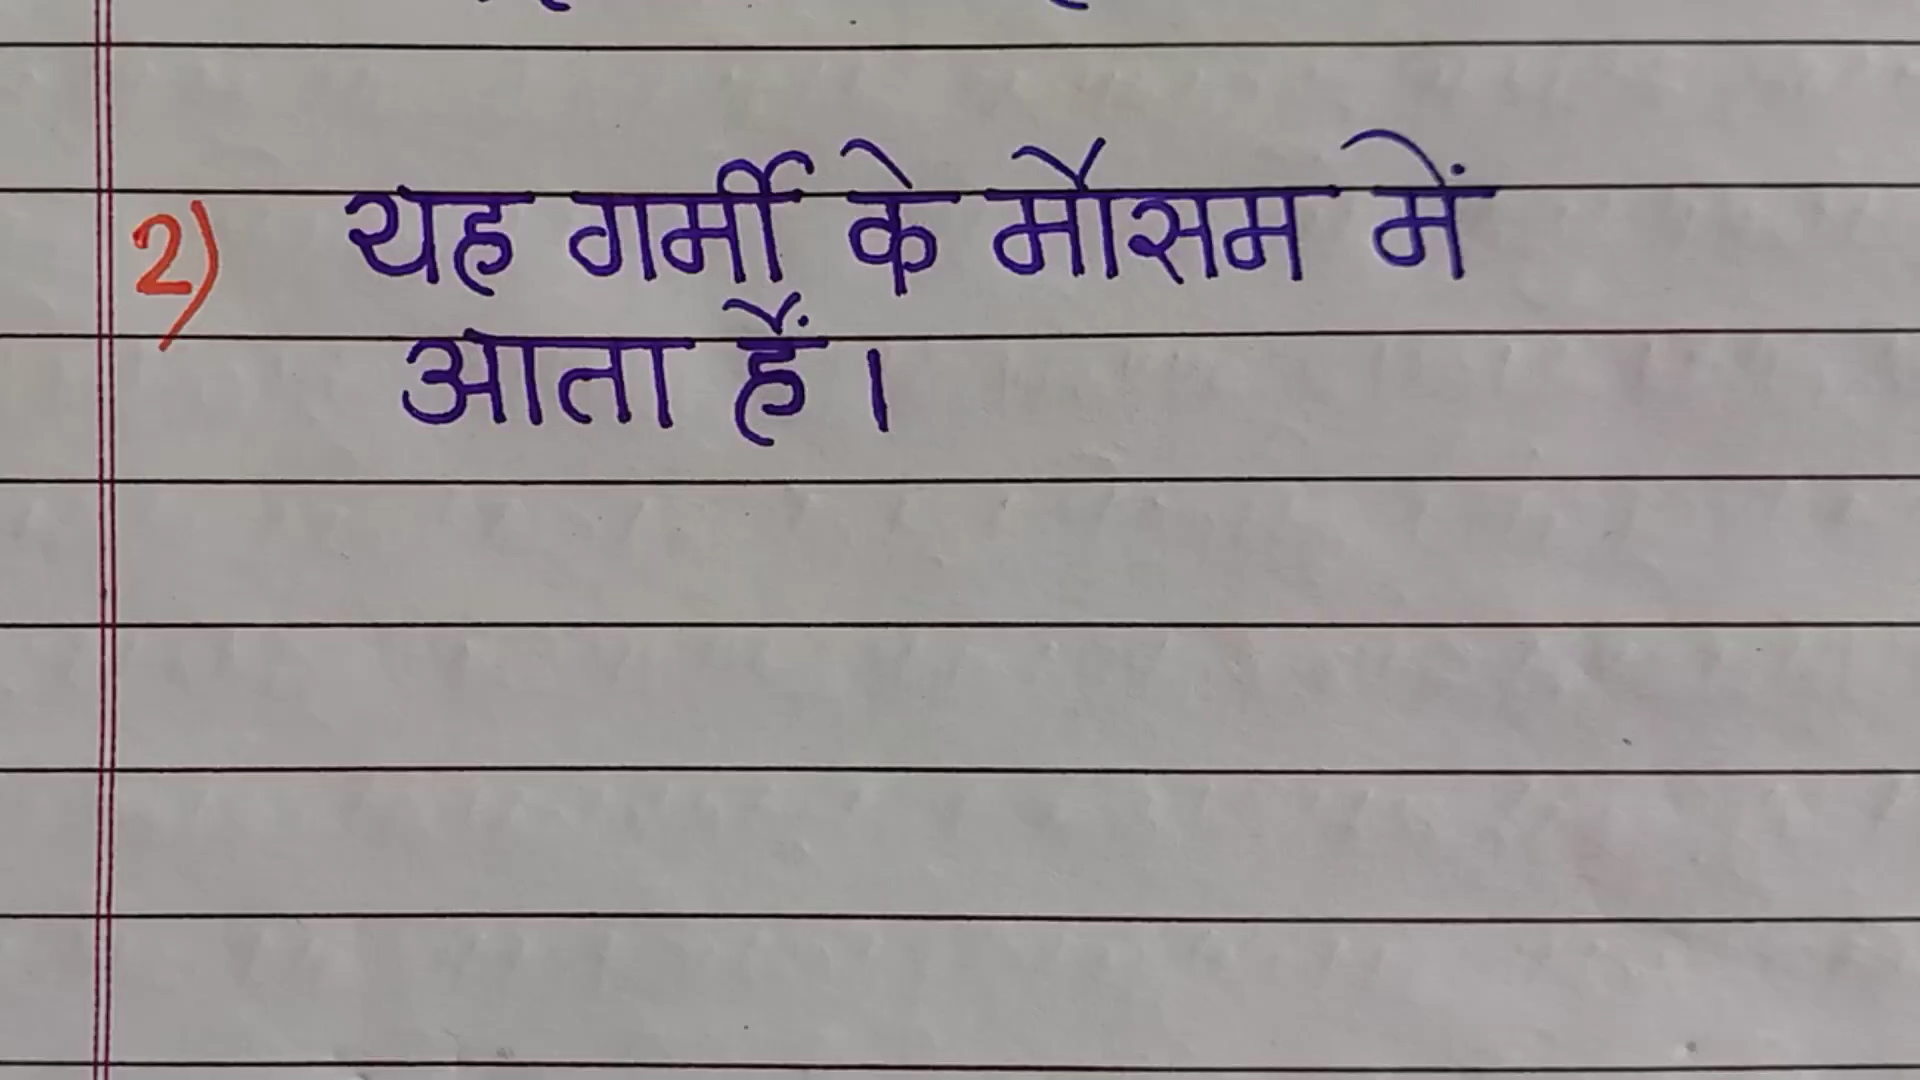 2) यह गर्मी के मौसम में
आता हैं।